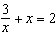 3/x + x = 2